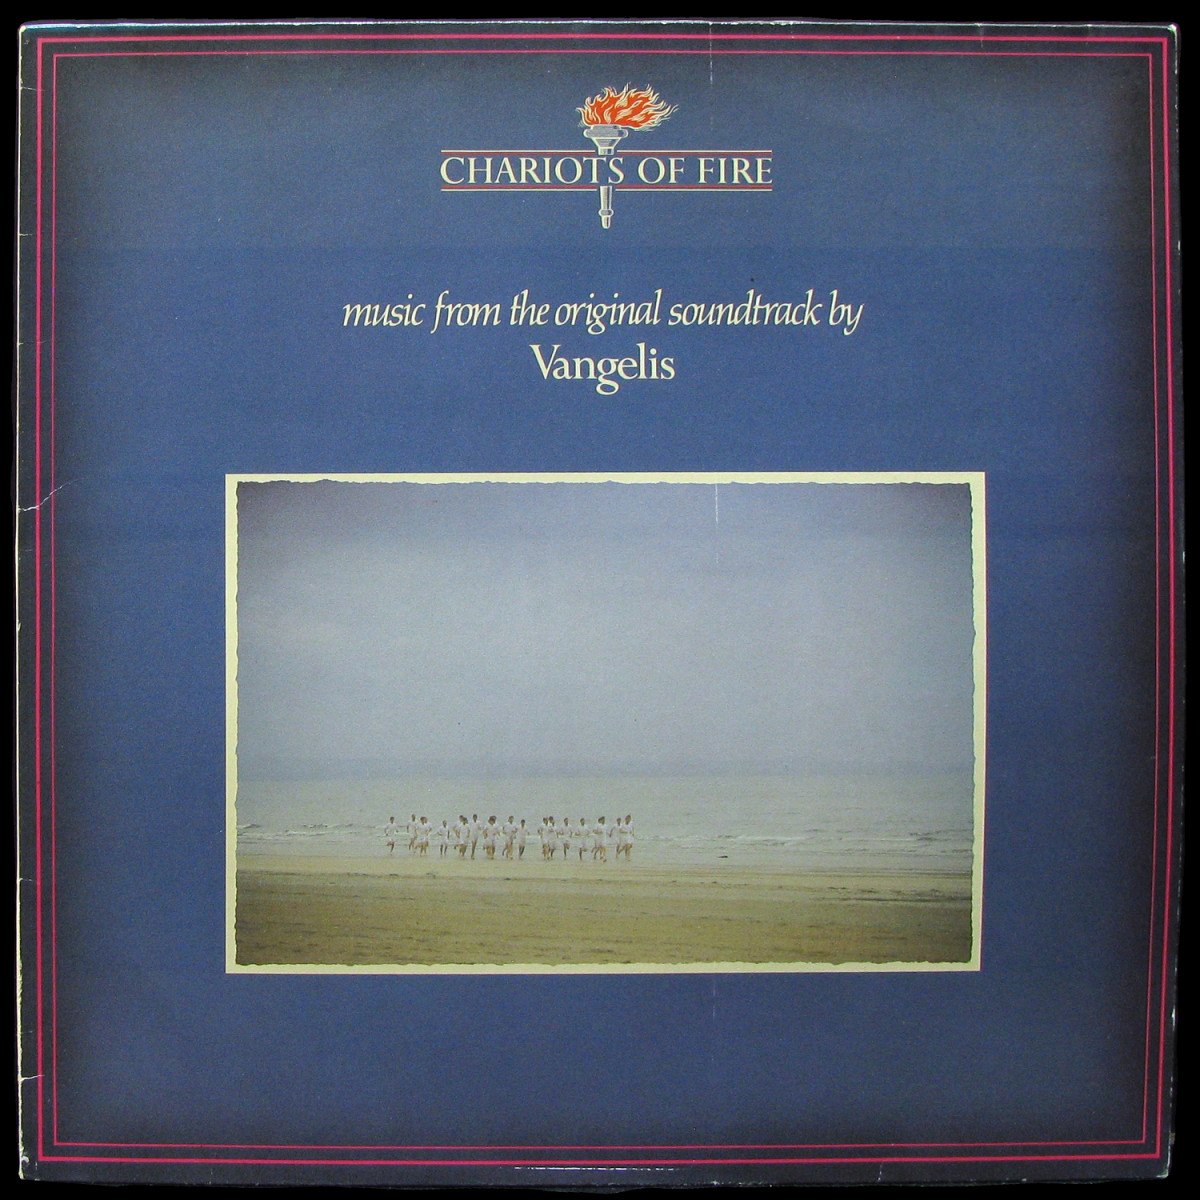 CHARIOTS OF FIRE
music from the original soundtrack by
Vangelis